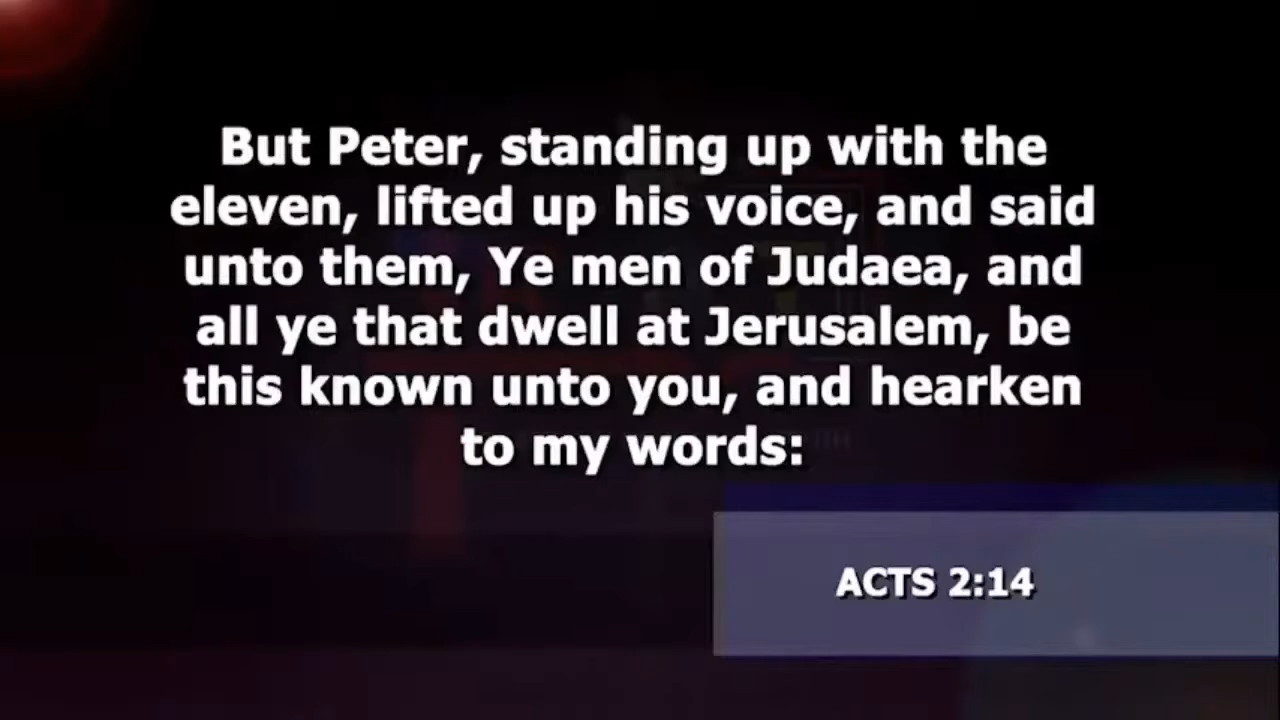 But Peter, standing up with the
eleven, lifted up his voice, and said
unto them, Ye men of Judaea, and
all ye that dwell at Jerusalem, be
this known unto you, and hearken
to my words:
ACTS 2:14